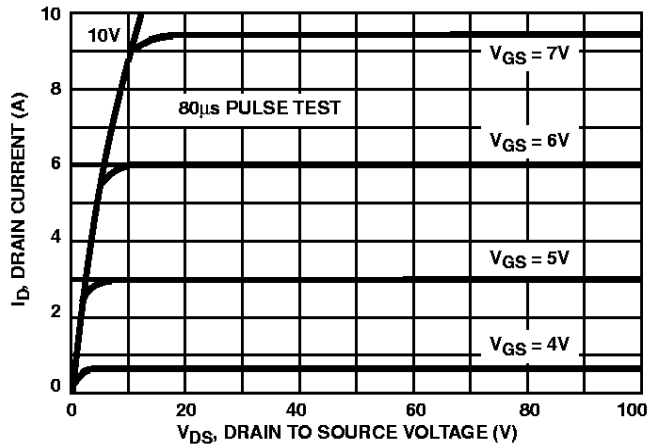 10
10V
V_GS = 7V
8
80μs PULSE TEST
V_GS = 6V
6
I_D, DRAIN CURRENT (A)
4
V_GS = 5V
2
V_GS = 4V
0
0 20 40 60 80 100
V_DS, DRAIN TO SOURCE VOLTAGE (V)